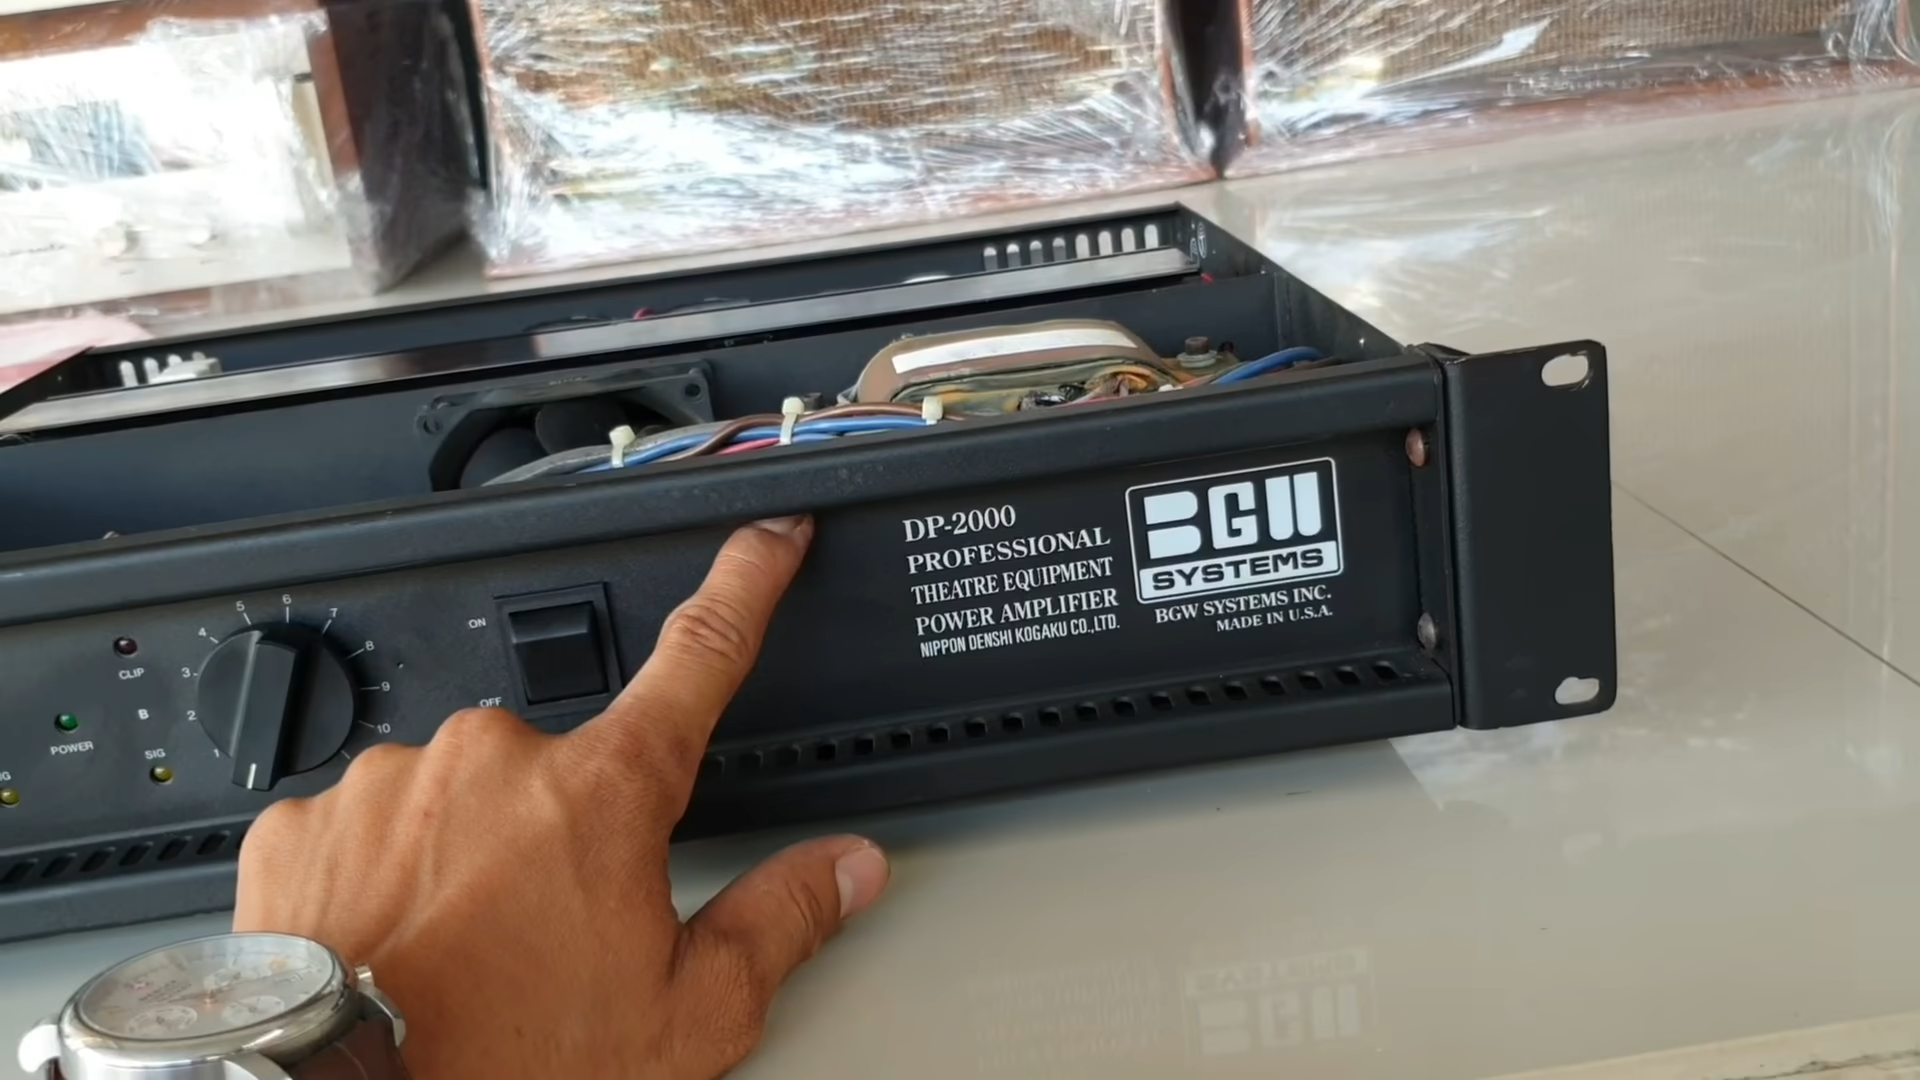 5
6
7
4
8
3
9
2
10
1
CLIP
B
POWER
SIG
IG
ON
OFF
DP-2000
PROFESSIONAL
THEATRE EQUIPMENT
POWER AMPLIFIER
NIPPON DENSHI KOGAKU CO.,LTD.
BGW
SYSTEMS
BGW SYSTEMS INC.
MADE IN U.S.A.